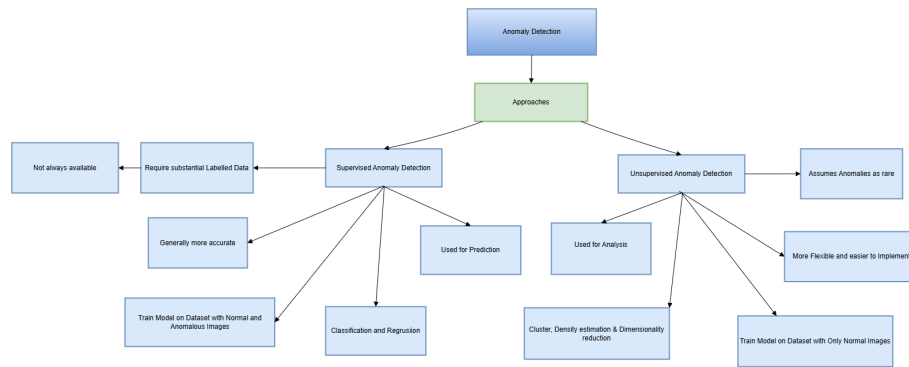 Anomaly Detection
Approaches
Not always available
Require substantial Labelled Data
Supervised Anomaly Detection
Unsupervised Anomaly Detection
Assumes Anomalies as rare
Generally more accurate
Used for Prediction
Used for Analysis
More Flexible and easier to Implement
Train Model on Dataset with Normal and
Anomalous Images
Classification and Regrusiion
Cluster, Density estimation & Dimensionality
reduction
Train Model on Dataset with Only Normal Images